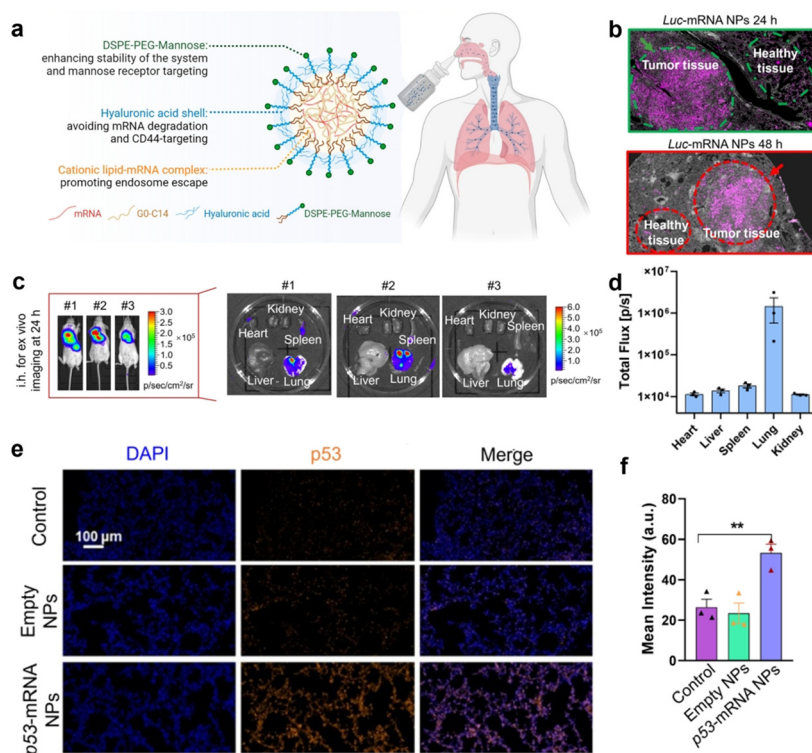 a
DSPE-PEG-Mannose:
enhancing stability of the system
and mannose receptor targeting
Hyaluronic acid shell:
avoiding mRNA degradation
and CD44-targeting
Cationic lipid-mRNA complex:
promoting endosome escape
mRNA
G0-C14
Hyaluronic acid
DSPE-PEG-Mannose
b
Luc-mRNA NPs 24 h
Tumor tissue
Healthy
tissue
Luc-mRNA NPs 48 h
Healthy
tissue
Tumor tissue
c
i.h. for ex vivo
imaging at 24 h
#1
#2
#3
3.0
2.5
2.0
1.5
1.0
0.5
×10⁵
p/sec/cm²/sr
#1
#2
#3
Heart
Kidney
Spleen
Liver
Lung
Heart
Kidney
Spleen
Liver
Lung
Heart
Kidney
Spleen
Liver
Lung
6.0
5.0
4.0
3.0
2.0
1.0
×10⁵
p/sec/cm²/sr
d
Total Flux [p/s]
1×10⁷
1×10⁶
1×10⁵
1×10⁴
Heart
Liver
Spleen
Lung
Kidney
e
DAPI
p53
Merge
Control
100 µm
Empty
NPs
p53-mRNA
NPs
f
Mean Intensity (a.u.)
80
60
40
20
0
**
Control
Empty NPs
p53-mRNA NPs